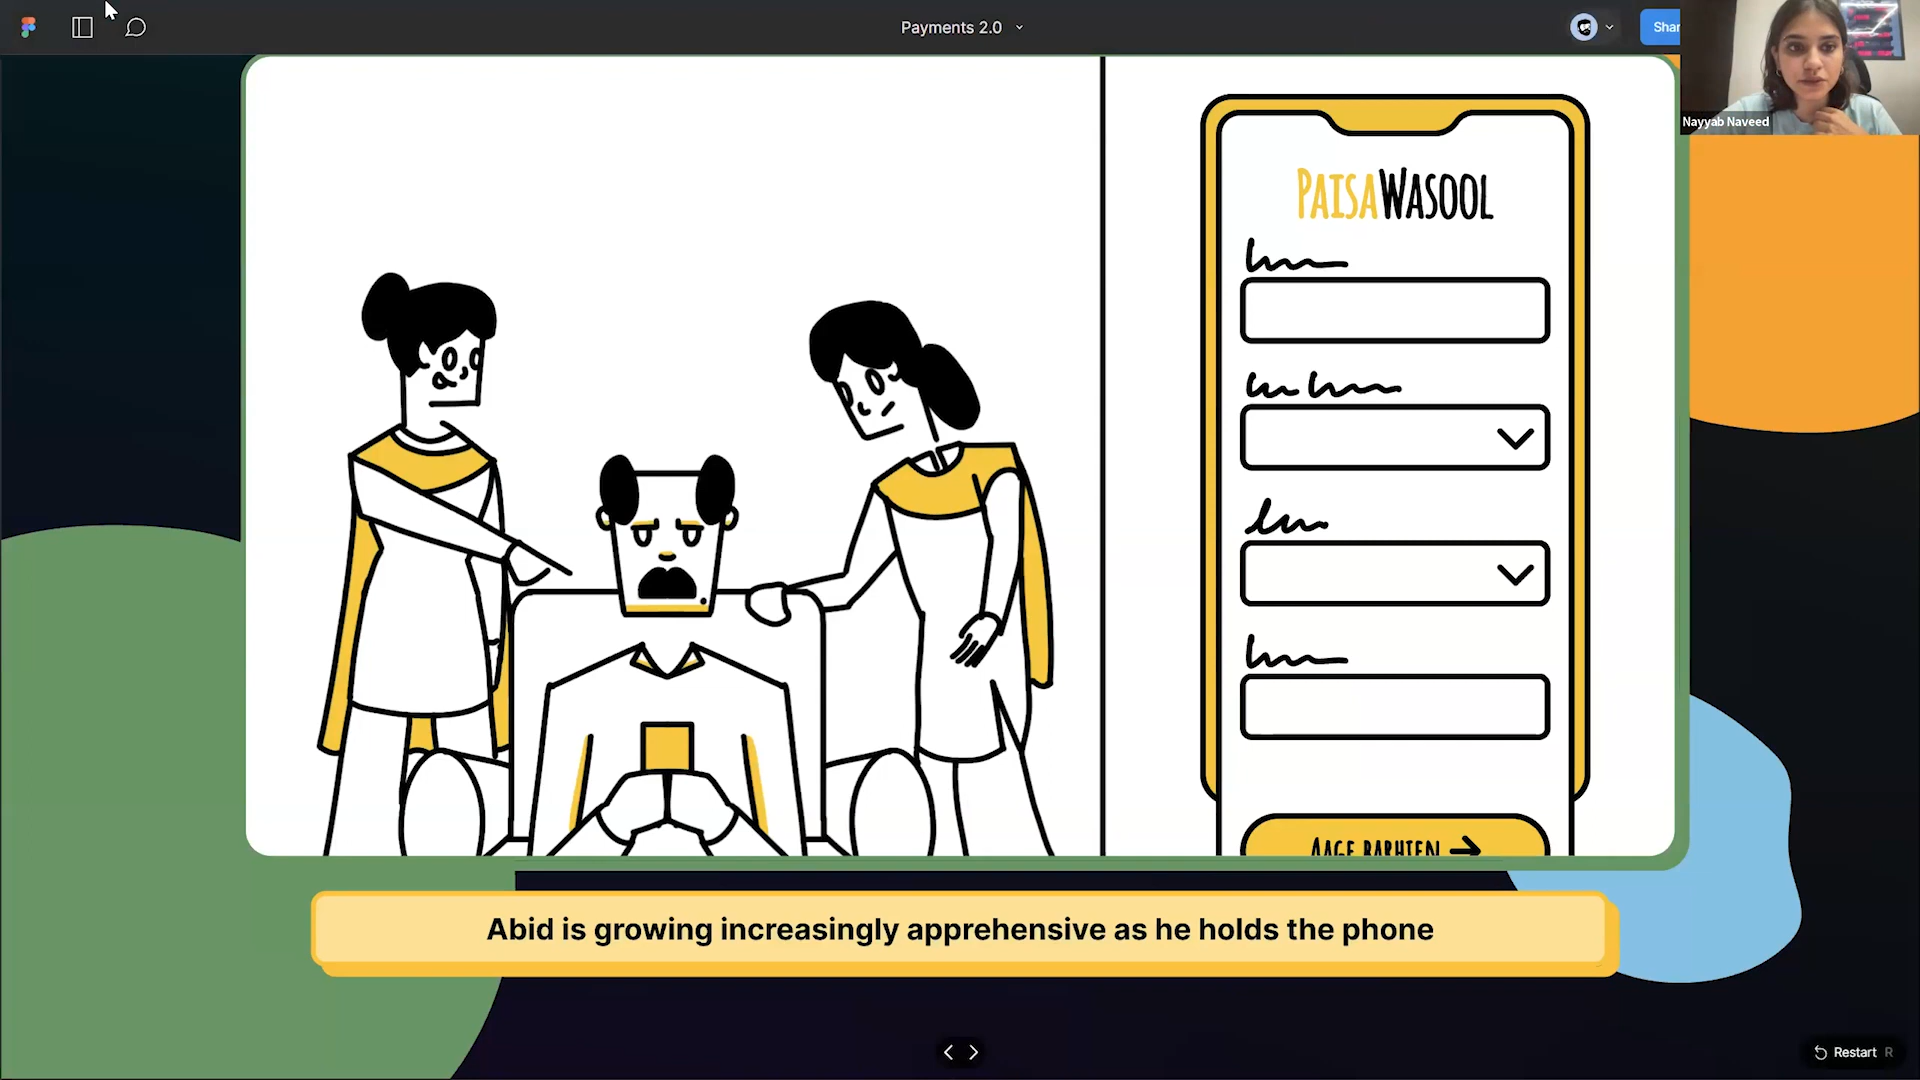 Payments 2.0
Shar
Nayyab Naveed
PAISAWASOOL
AAGE BARHIEN
Abid is growing increasingly apprehensive as he holds the phone
Restart R